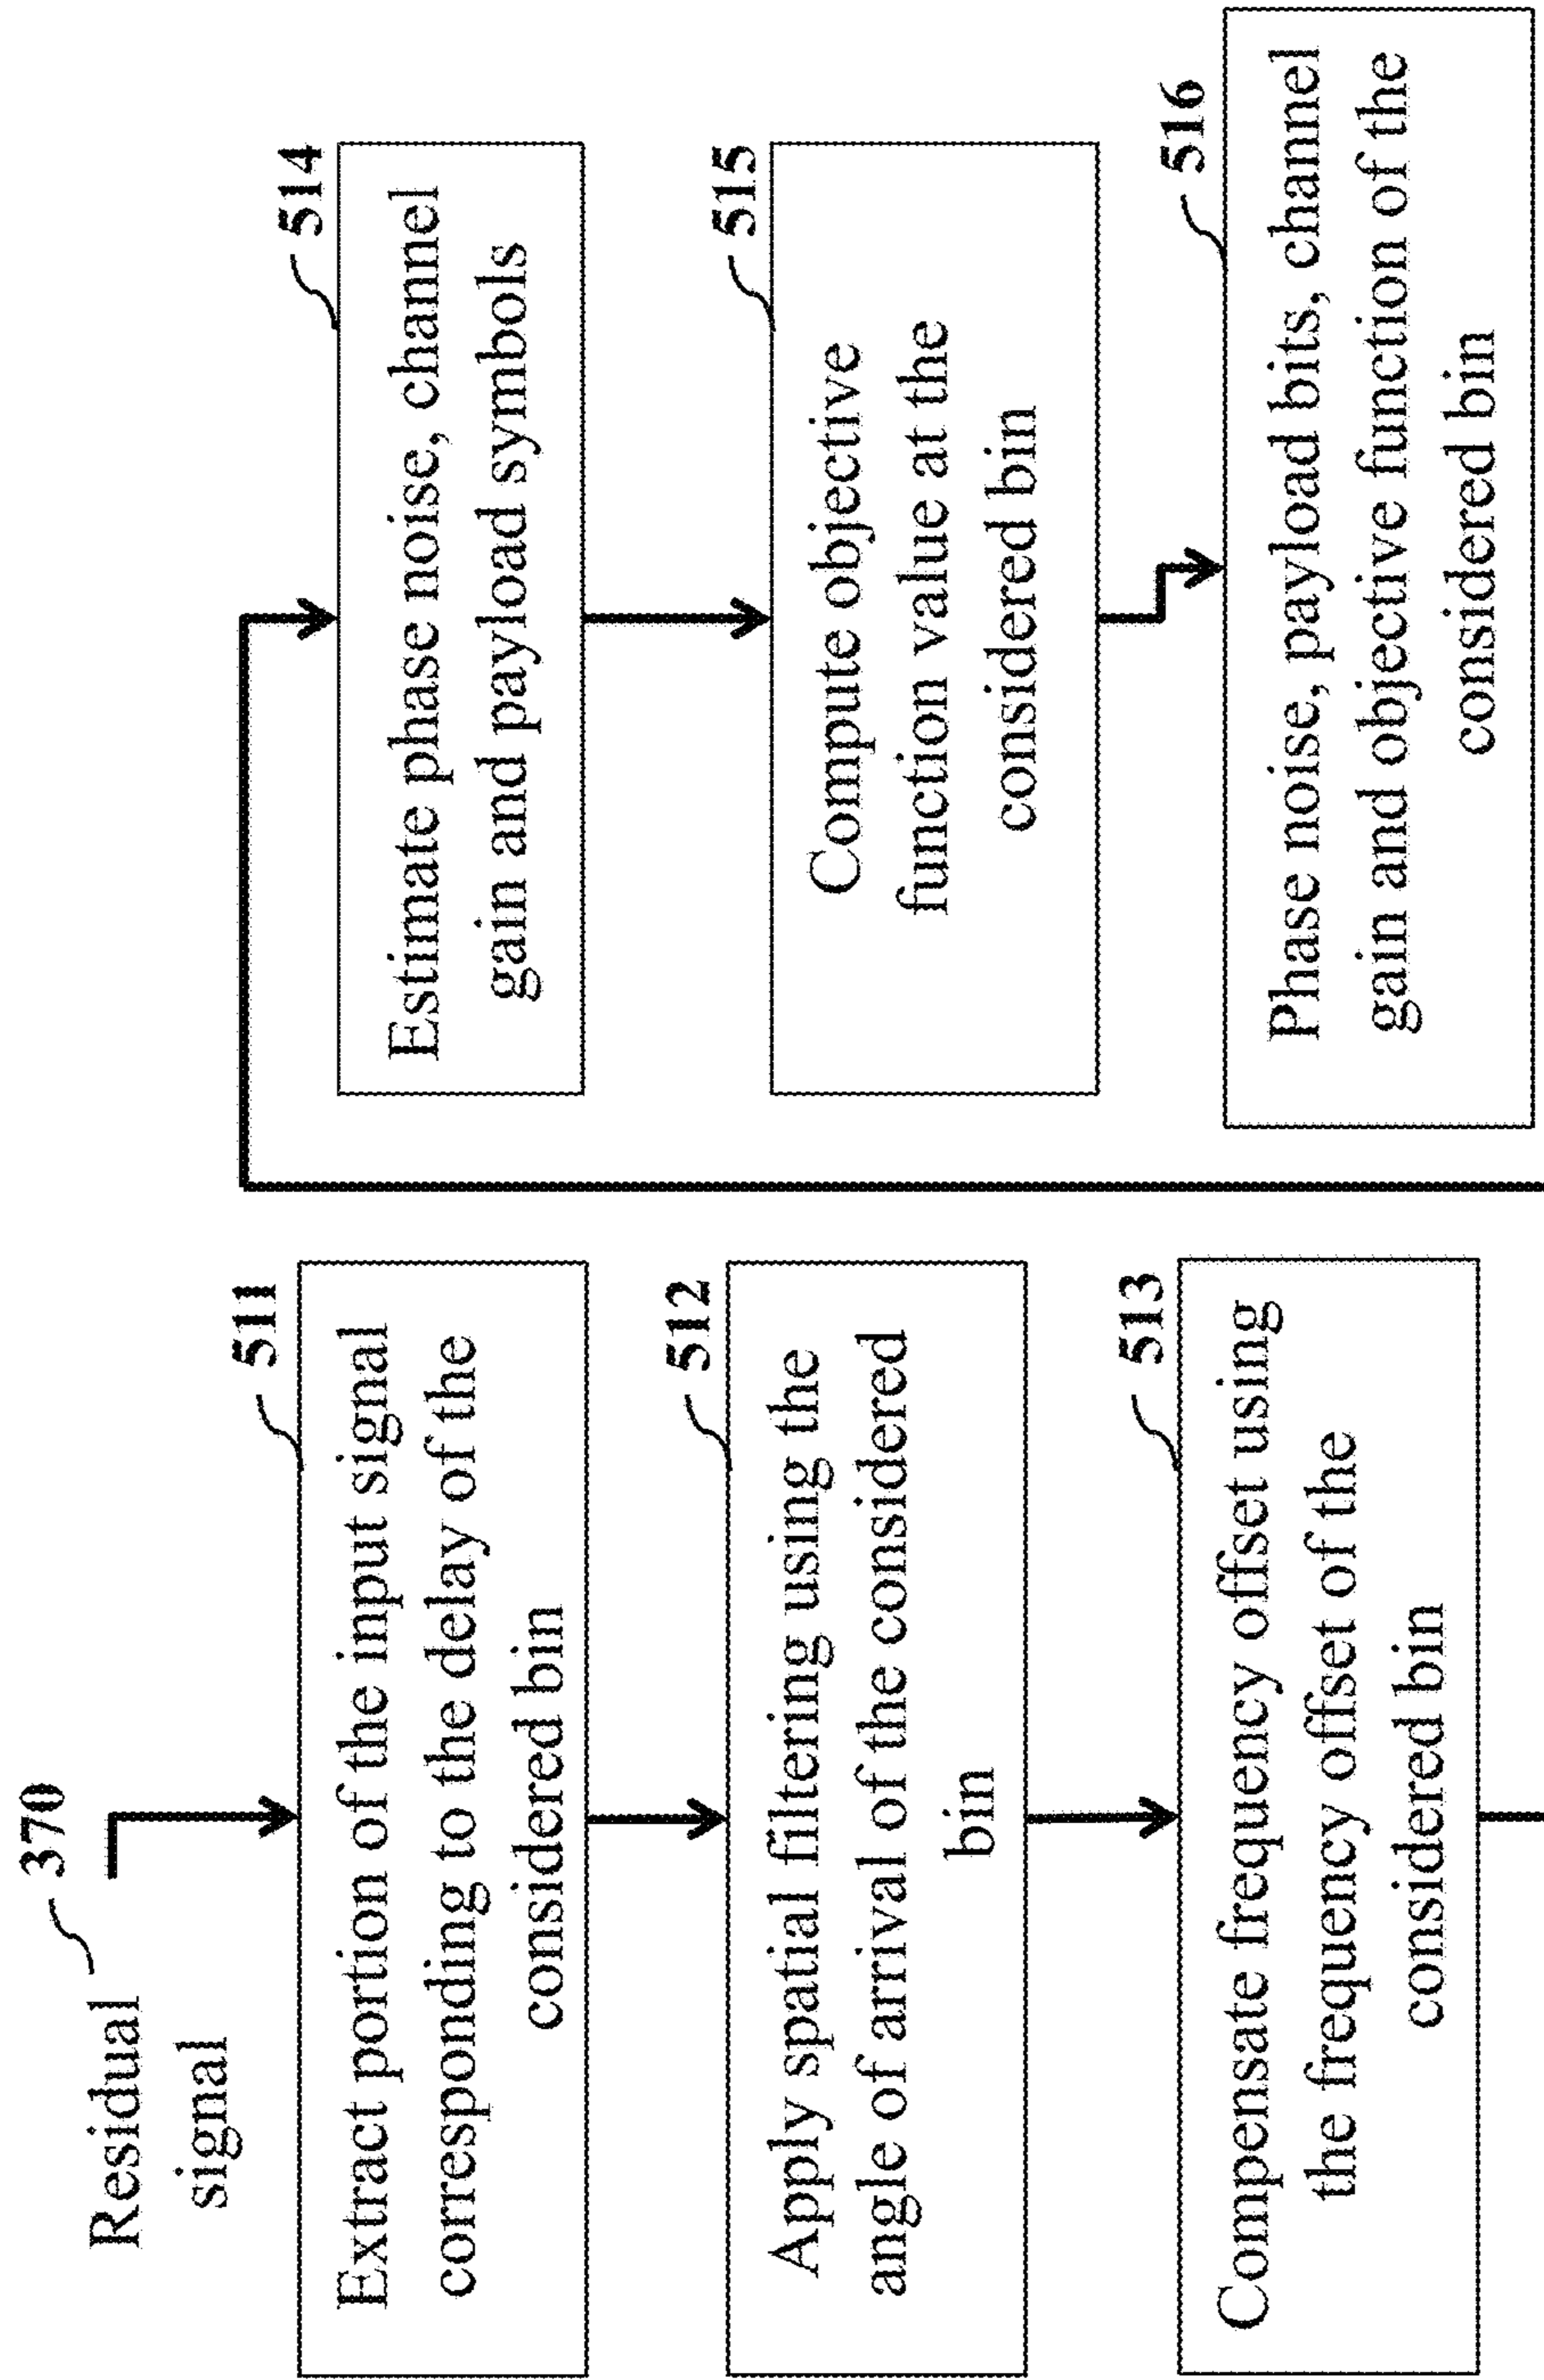 Residual
signal
370
511
Extract portion of the input signal
corresponding to the delay of the
considered bin
512
Apply spatial filtering using the
angle of arrival of the considered
bin
513
Compensate frequency offset using
the frequency offset of the
considered bin
514
Estimate phase noise, channel
gain and payload symbols
515
Compute objective
function value at the
considered bin
516
Phase noise, payload bits, channel
gain and objective function of the
considered bin